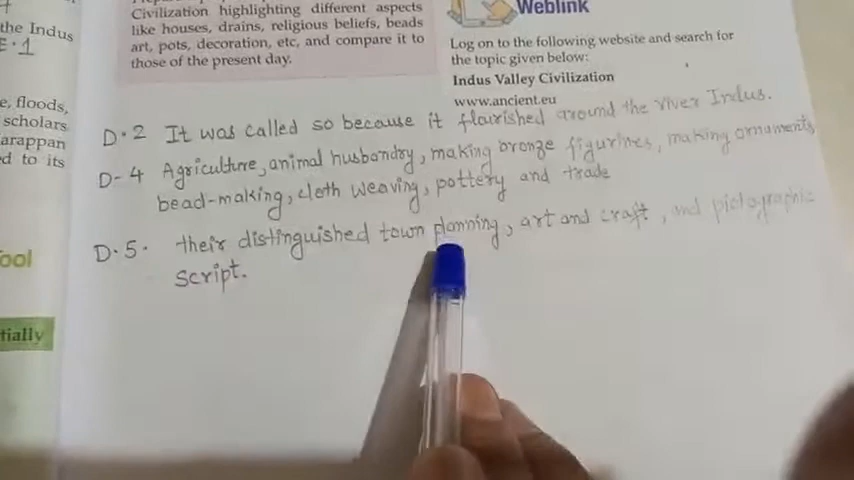 the Indus
E.1
e, floods,
scholars
arappan
ed to its
ool
tially
Civilization highlighting different aspects
like houses, drains, religious beliefs, beads
art, pots, decoration, etc, and compare it to
those of the present day.
Weblink
Log on to the following website and search for
the topic given below:
Indus Valley Civilization
www.ancient.eu
D.2 It was called so because it flourished around the river Indus.
D-4 Agriculture, animal husbandry, making bronze figurines, making ornaments,
bead-making, cloth weaving, pottery and trade
D.5. their distinguished town planning, art and craft, and pictographic
script.